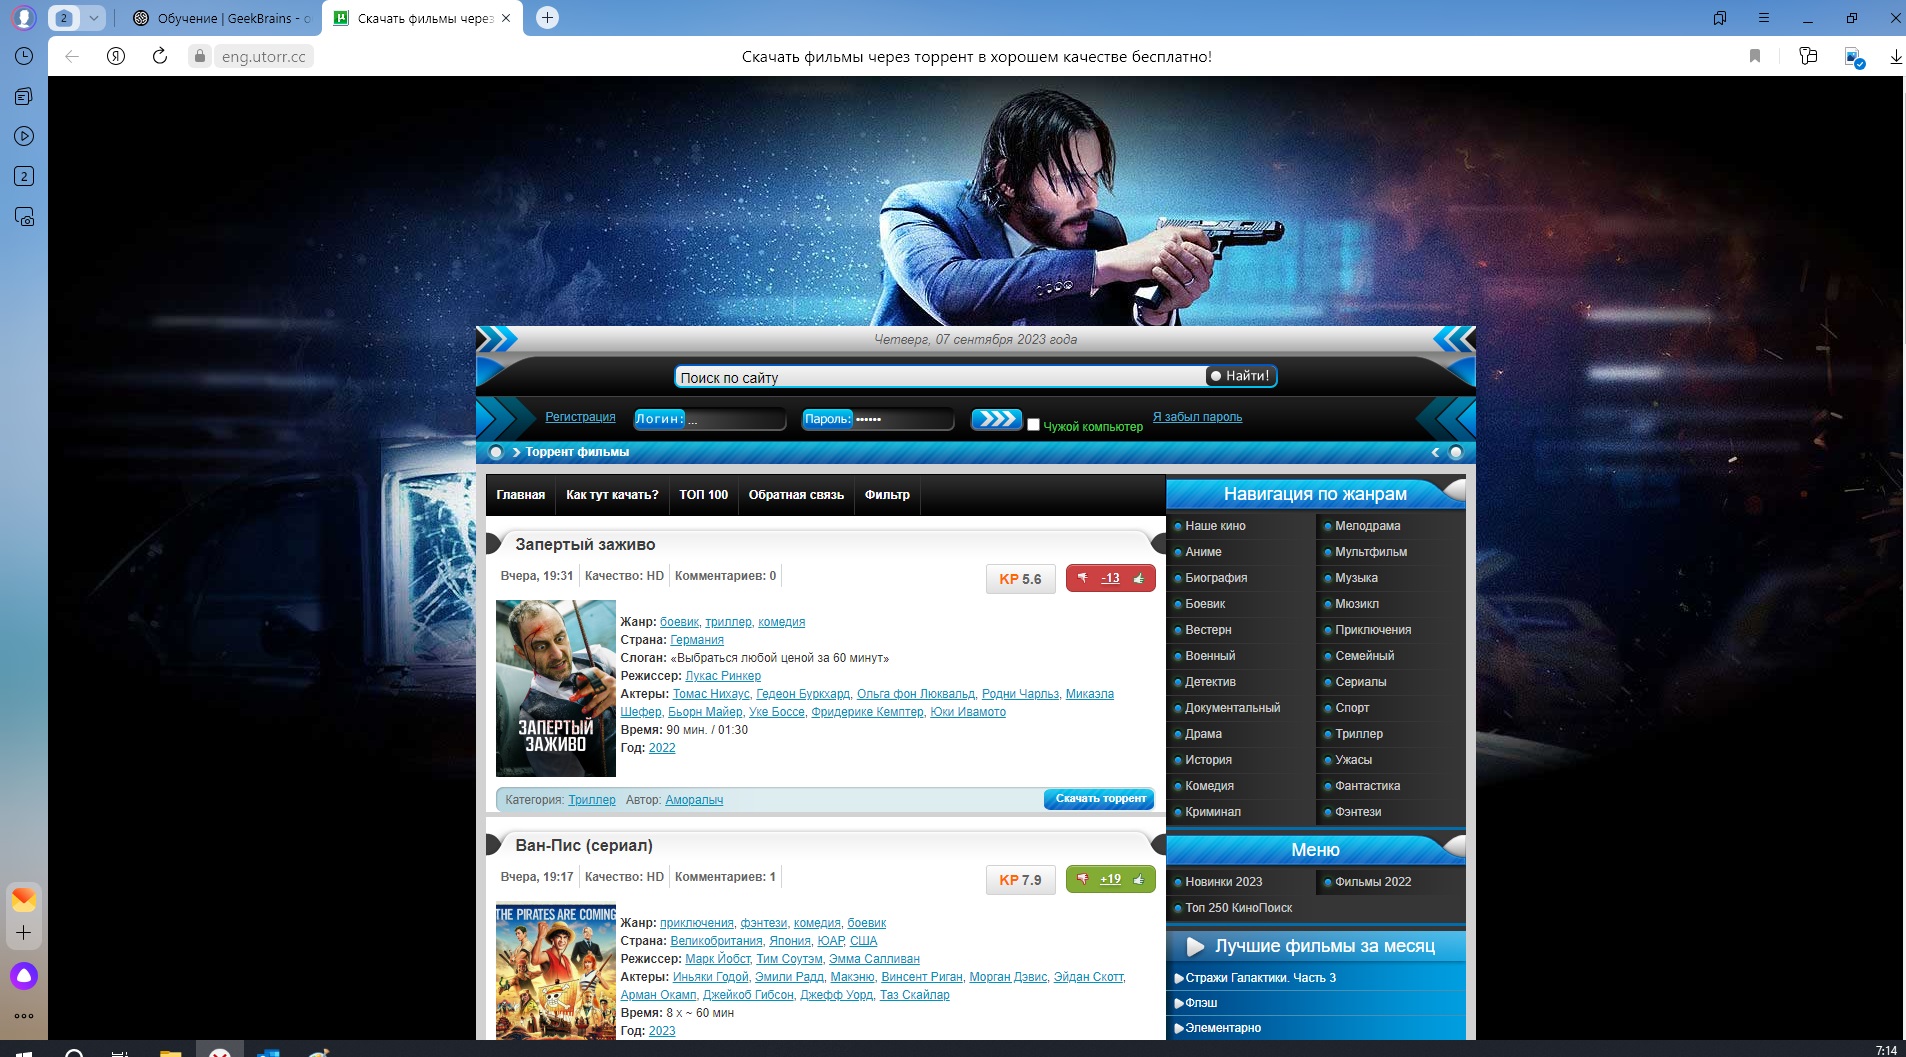 2
Обучение | GeekBrains - о
Скачать фильмы через
eng.utorr.cc
Скачать фильмы через торрент в хорошем качестве бесплатно!
2
Четверг, 07 сентября 2023 года
Поиск по сайту
Найти!
Регистрация
Логин: ...
Пароль: ••••••
Чужой компьютер
Я забыл пароль
Торрент фильмы
Главная
Как тут качать?
ТОП 100
Обратная связь
Фильтр
Запертый заживо
Вчера, 19:31
Качество: HD
Комментариев: 0
KP 5.6
-13
ЗАПЕРТЫЙ
ЗАЖИВО
Жанр: боевик, триллер, комедия
Страна: Германия
Слоган: «Выбраться любой ценой за 60 минут»
Режиссер: Лукас Ринкер
Актеры: Томас Нихаус, Гедеон Буркхард, Ольга фон Люквальд, Родни Чарльз, Микаэла
Шефер, Бьорн Майер, Уке Боссе, Фридерике Кемптер, Юки Ивамото
Время: 90 мин. / 01:30
Год: 2022
Категория: Триллер Автор: Аморалыч
Скачать торрент
Ван-Пис (сериал)
Вчера, 19:17
Качество: HD
Комментариев: 1
KP 7.9
+19
THE PIRATES ARE COMING
Жанр: приключения, фэнтези, комедия, боевик
Страна: Великобритания, Япония, ЮАР, США
Режиссер: Марк Йобст, Тим Соутэм, Эмма Салливан
Актеры: Иньяки Годой, Эмили Радд, Макэню, Винсент Риган, Морган Дэвис, Эйдан Скотт,
Арман Окамп, Джейкоб Гибсон, Джефф Уорд, Таз Скайлар
Время: 8 x ~ 60 мин
Год: 2023
Навигация по жанрам
Наше кино
Мелодрама
Аниме
Мультфильм
Биография
Музыка
Боевик
Мюзикл
Вестерн
Приключения
Военный
Семейный
Детектив
Сериалы
Документальный
Спорт
Драма
Триллер
История
Ужасы
Комедия
Фантастика
Криминал
Фэнтези
Меню
Новинки 2023
Фильмы 2022
Топ 250 КиноПоиск
Лучшие фильмы за месяц
Стражи Галактики. Часть 3
Флэш
Элементарно
7:14